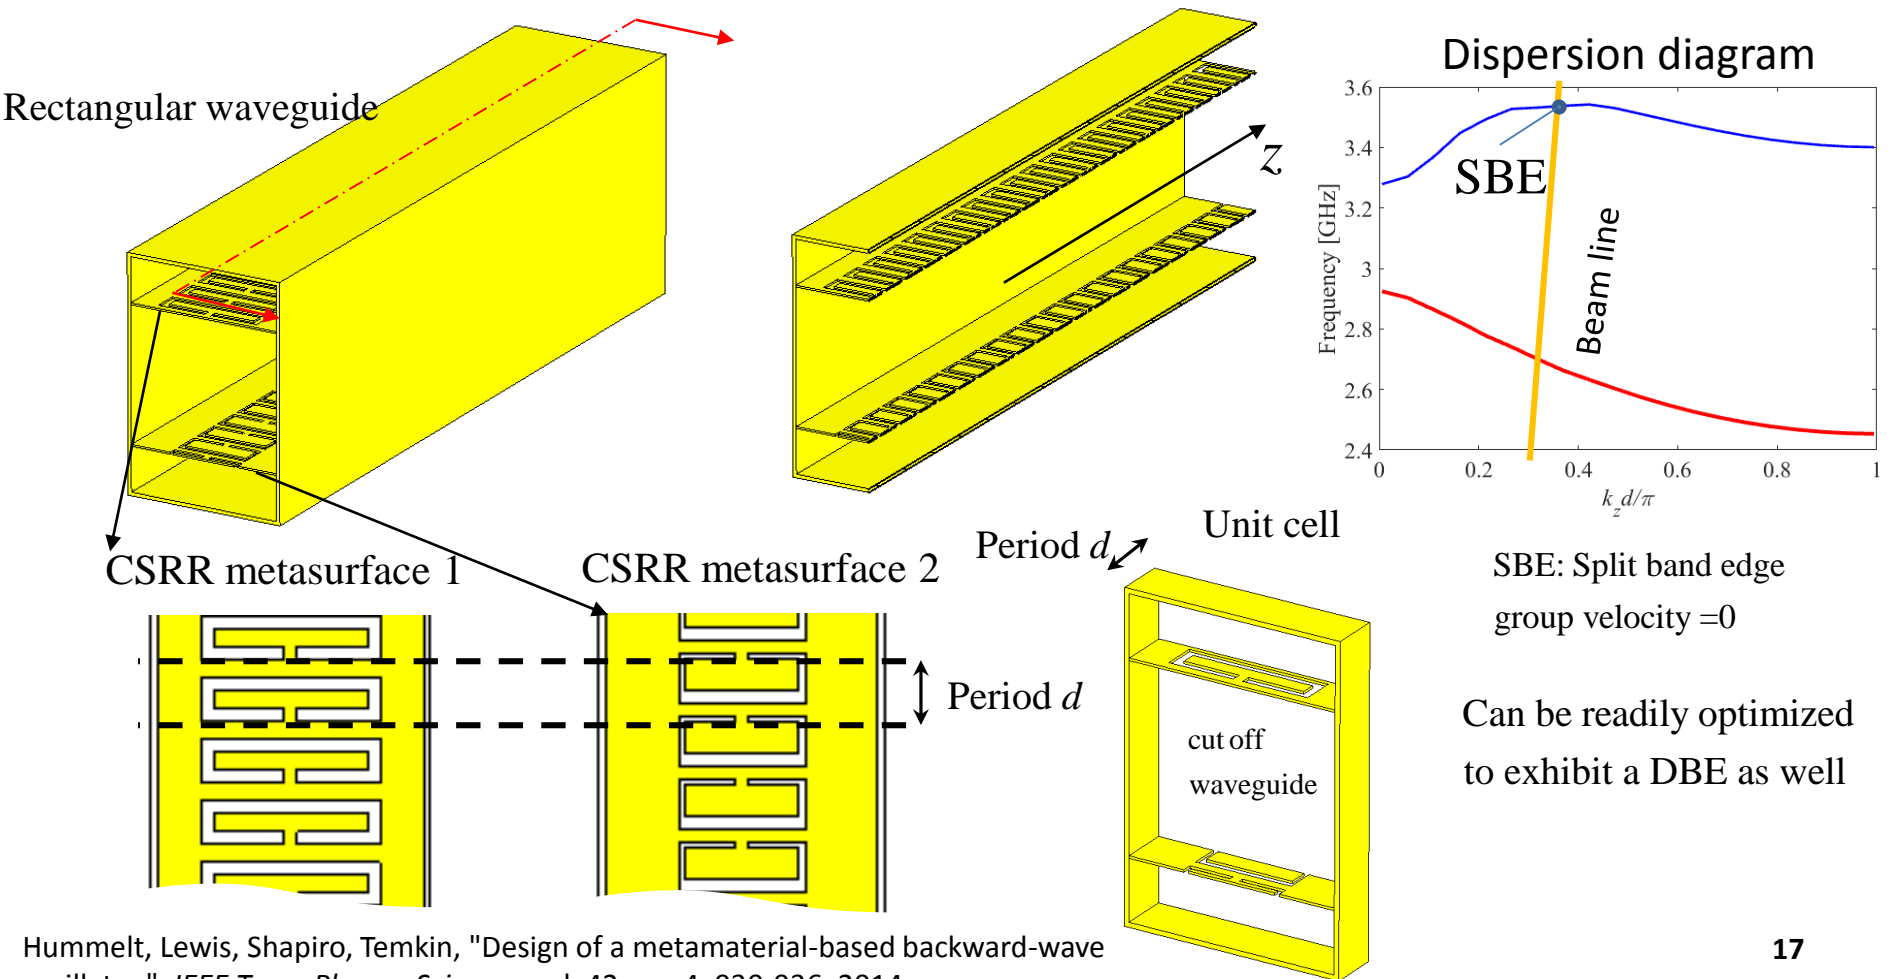 Rectangular waveguide
z
Dispersion diagram
3.6
3.4
3.2
3
2.8
2.6
2.4
Frequency [GHz]
SBE
Beam line
0 0.2 0.4 0.6 0.8 1
k_z d/π
CSRR metasurface 1
CSRR metasurface 2
Period d
Period d
Unit cell
cut off
waveguide
SBE: Split band edge
group velocity =0
Can be readily optimized
to exhibit a DBE as well
Hummelt, Lewis, Shapiro, Temkin, "Design of a metamaterial-based backward-wave
17